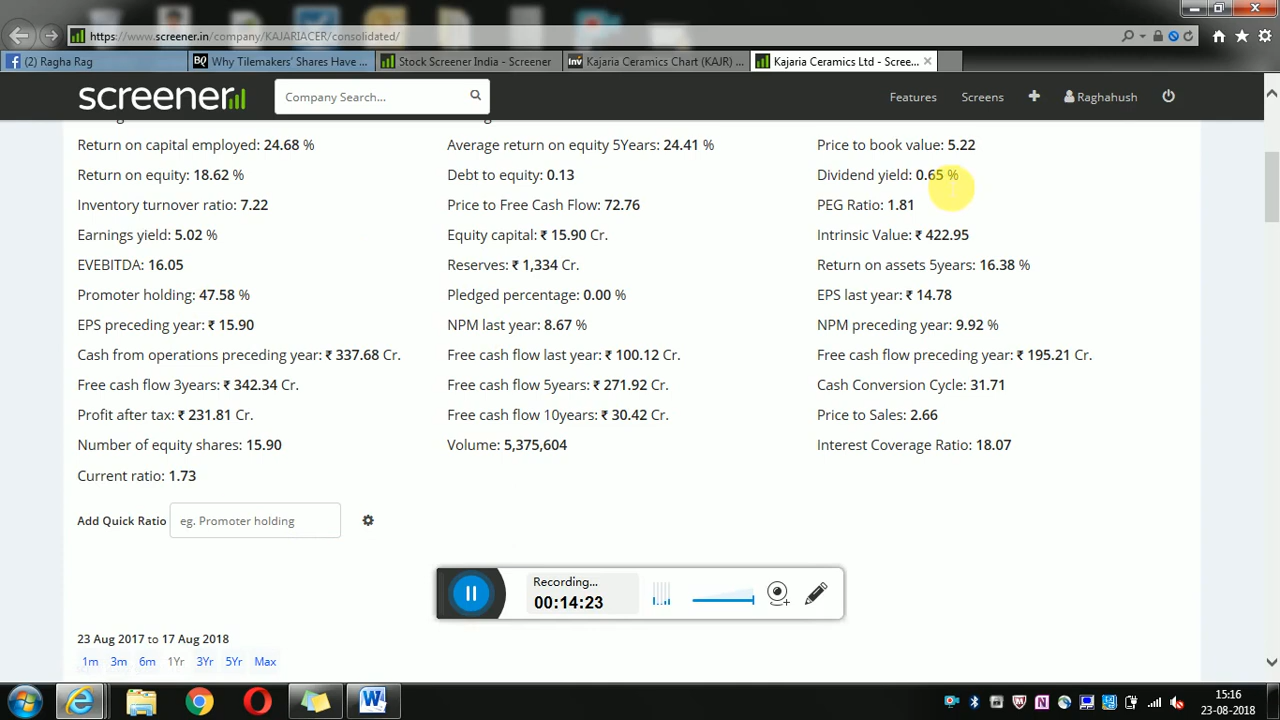 https://www.screener.in/company/KAJARIACER/consolidated/
(2) Ragha Rag
BQ Why Tilemakers' Shares Have ...
Stock Screener India - Screener
Inv Kajaria Ceramics Chart (KAJR) ...
Kajaria Ceramics Ltd - Scree...
screener
Company Search...
Features
Screens
Raghahush
Return on capital employed: 24.68 %
Average return on equity 5Years: 24.41 %
Price to book value: 5.22
Return on equity: 18.62 %
Debt to equity: 0.13
Dividend yield: 0.65 %
Inventory turnover ratio: 7.22
Price to Free Cash Flow: 72.76
PEG Ratio: 1.81
Earnings yield: 5.02 %
Equity capital: ₹ 15.90 Cr.
Intrinsic Value: ₹ 422.95
EVEBITDA: 16.05
Reserves: ₹ 1,334 Cr.
Return on assets 5years: 16.38 %
Promoter holding: 47.58 %
Pledged percentage: 0.00 %
EPS last year: ₹ 14.78
EPS preceding year: ₹ 15.90
NPM last year: 8.67 %
NPM preceding year: 9.92 %
Cash from operations preceding year: ₹ 337.68 Cr.
Free cash flow last year: ₹ 100.12 Cr.
Free cash flow preceding year: ₹ 195.21 Cr.
Free cash flow 3years: ₹ 342.34 Cr.
Free cash flow 5years: ₹ 271.92 Cr.
Cash Conversion Cycle: 31.71
Profit after tax: ₹ 231.81 Cr.
Free cash flow 10years: ₹ 30.42 Cr.
Price to Sales: 2.66
Number of equity shares: 15.90
Volume: 5,375,604
Interest Coverage Ratio: 18.07
Current ratio: 1.73
Add Quick Ratio
eg. Promoter holding
Recording...
00:14:23
23 Aug 2017 to 17 Aug 2018
1m 3m 6m 1Yr 3Yr 5Yr Max
15:16
23-08-2018